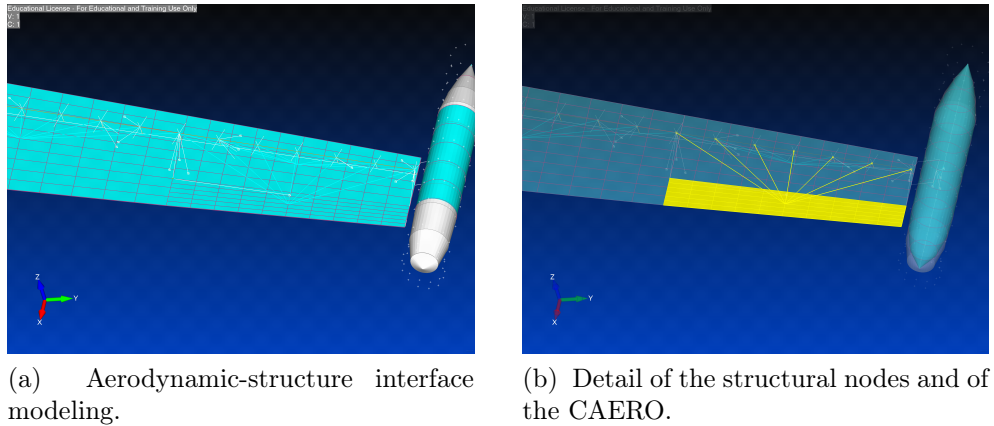 Educational License - For Educational and Training Use Only
V: 1
C: 1
Z
Y
X
Educational License - For Educational and Training Use Only
C: 1
Z
Y
X
(a) Aerodynamic-structure interface
modeling.
(b) Detail of the structural nodes and of
the CAERO.